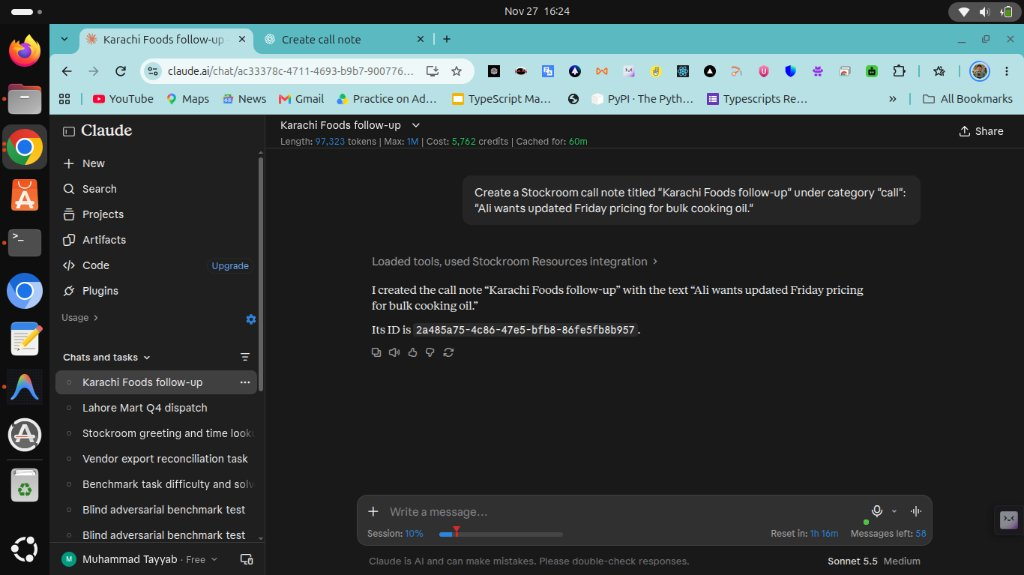 Nov 27 16:24
Karachi Foods follow-up
Create call note
claude.ai/chat/ac33378c-4711-4693-b9b7-900776...
YouTube
Maps
News
Gmail
Practice on Ad...
TypeScript Ma...
PyPI · The Pyth...
Typescripts Re...
»
All Bookmarks
Claude
Karachi Foods follow-up
Length: 97,323 tokens | Max: 1M | Cost: 5,762 credits | Cached for: 60m
Share
New
Search
Projects
Artifacts
Code
Upgrade
Plugins
Usage
Chats and tasks
Karachi Foods follow-up
Lahore Mart Q4 dispatch
Stockroom greeting and time look
Vendor export reconciliation task
Benchmark task difficulty and solv
Blind adversarial benchmark test
Blind adversarial benchmark test
M
Muhammad Tayyab · Free
Create a Stockroom call note titled "Karachi Foods follow-up" under category "call":
"Ali wants updated Friday pricing for bulk cooking oil."
Loaded tools, used Stockroom Resources integration
I created the call note “Karachi Foods follow-up” with the text “Ali wants updated Friday pricing
for bulk cooking oil.”
Its ID is 2a485a75-4c86-47e5-bfb8-86fe5fb8b957.
Write a message...
Session: 10%
Reset in: 1h 16m
Messages left: 58
Claude is AI and can make mistakes. Please double-check responses.
Sonnet 5.5 Medium